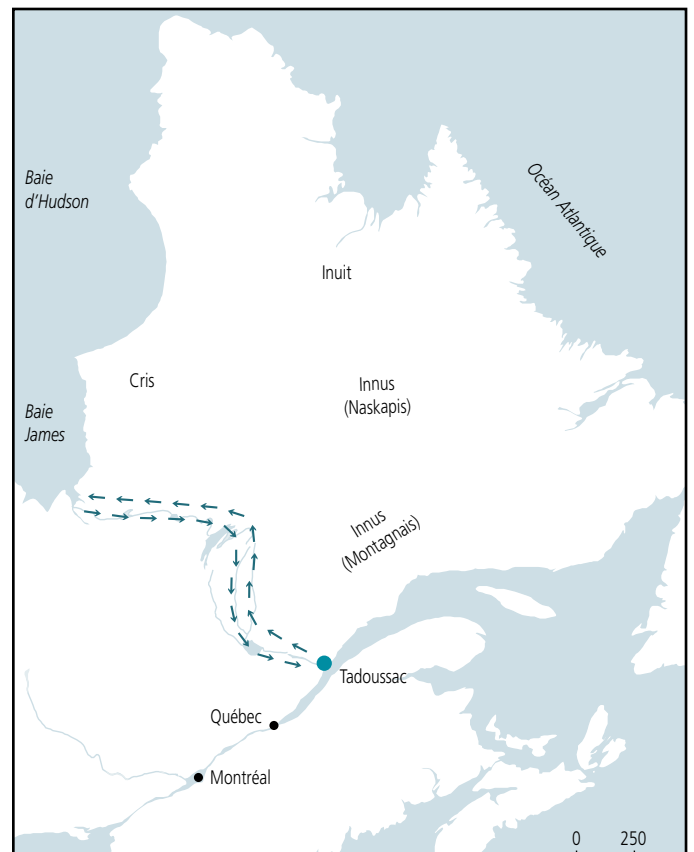 Baie
d'Hudson
Océan Atlantique
Inuit
Cris
Innus
(Naskapis)
Baie
James
Innus
(Montagnais)
Tadoussac
Québec
Montréal
0 250